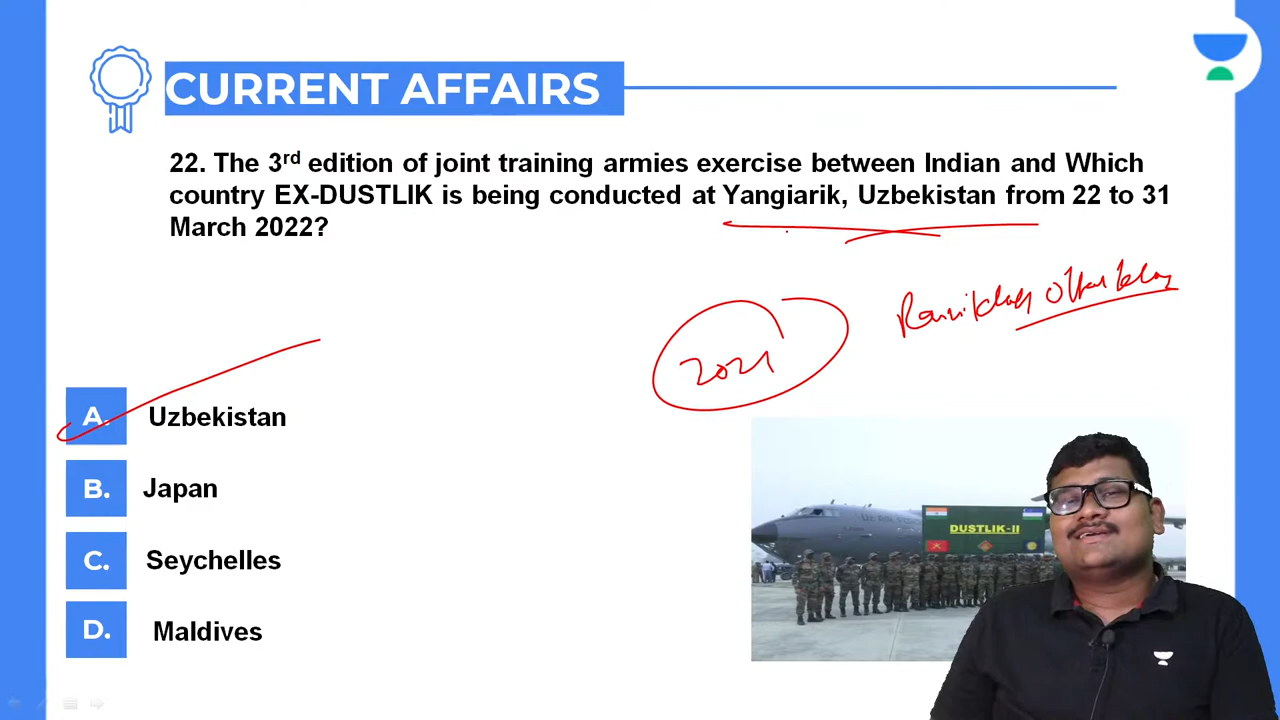 CURRENT AFFAIRS
22. The 3rd edition of joint training armies exercise between Indian and Which
country EX-DUSTLIK is being conducted at Yangiarik, Uzbekistan from 22 to 31
March 2022?
2021
A. Uzbekistan
B. Japan
C. Seychelles
D. Maldives
DUSTLIK-II